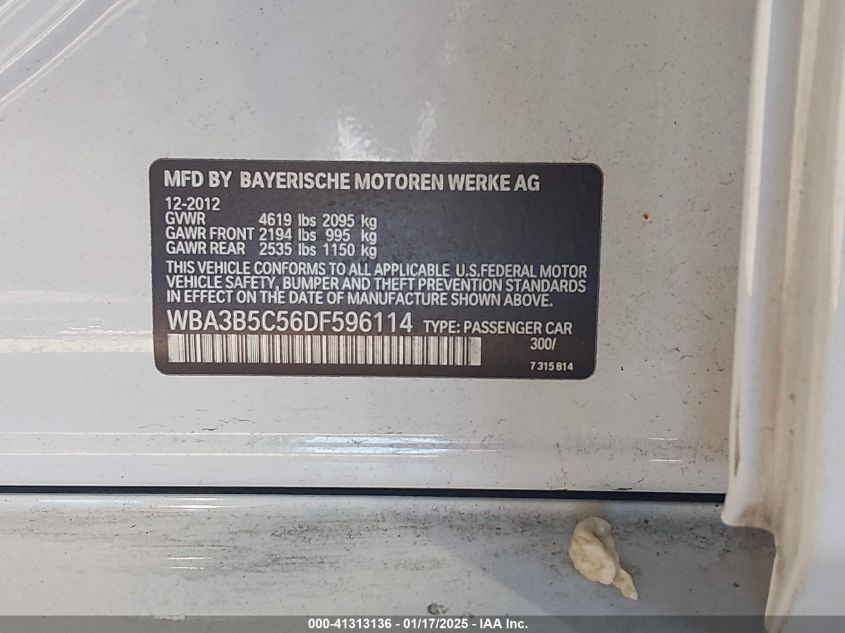 MFD BY BAYERISCHE MOTOREN WERKE AG
12-2012
GVWR 4619 lbs 2095 kg
GAWR FRONT 2194 lbs 995 kg
GAWR REAR 2535 lbs 1150 kg
THIS VEHICLE CONFORMS TO ALL APPLICABLE U.S.FEDERAL MOTOR
VEHICLE SAFETY, BUMPER AND THEFT PREVENTION STANDARDS
IN EFFECT ON THE DATE OF MANUFACTURE SHOWN ABOVE.
WBA3B5C56DF596114 TYPE: PASSENGER CAR
300/
7 315 814
000-41313136 - 01/17/2025 - © IAA Inc.